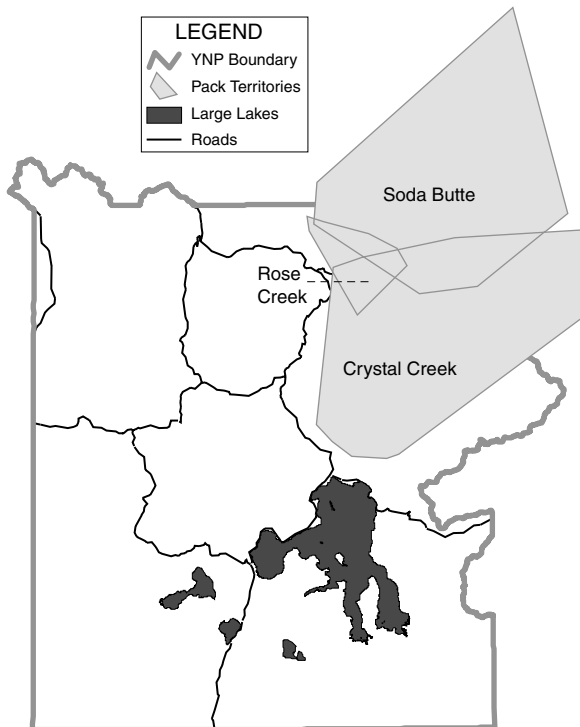 LEGEND
YNP Boundary
Pack Territories
Large Lakes
Roads
Soda Butte
Rose
Creek
Crystal Creek